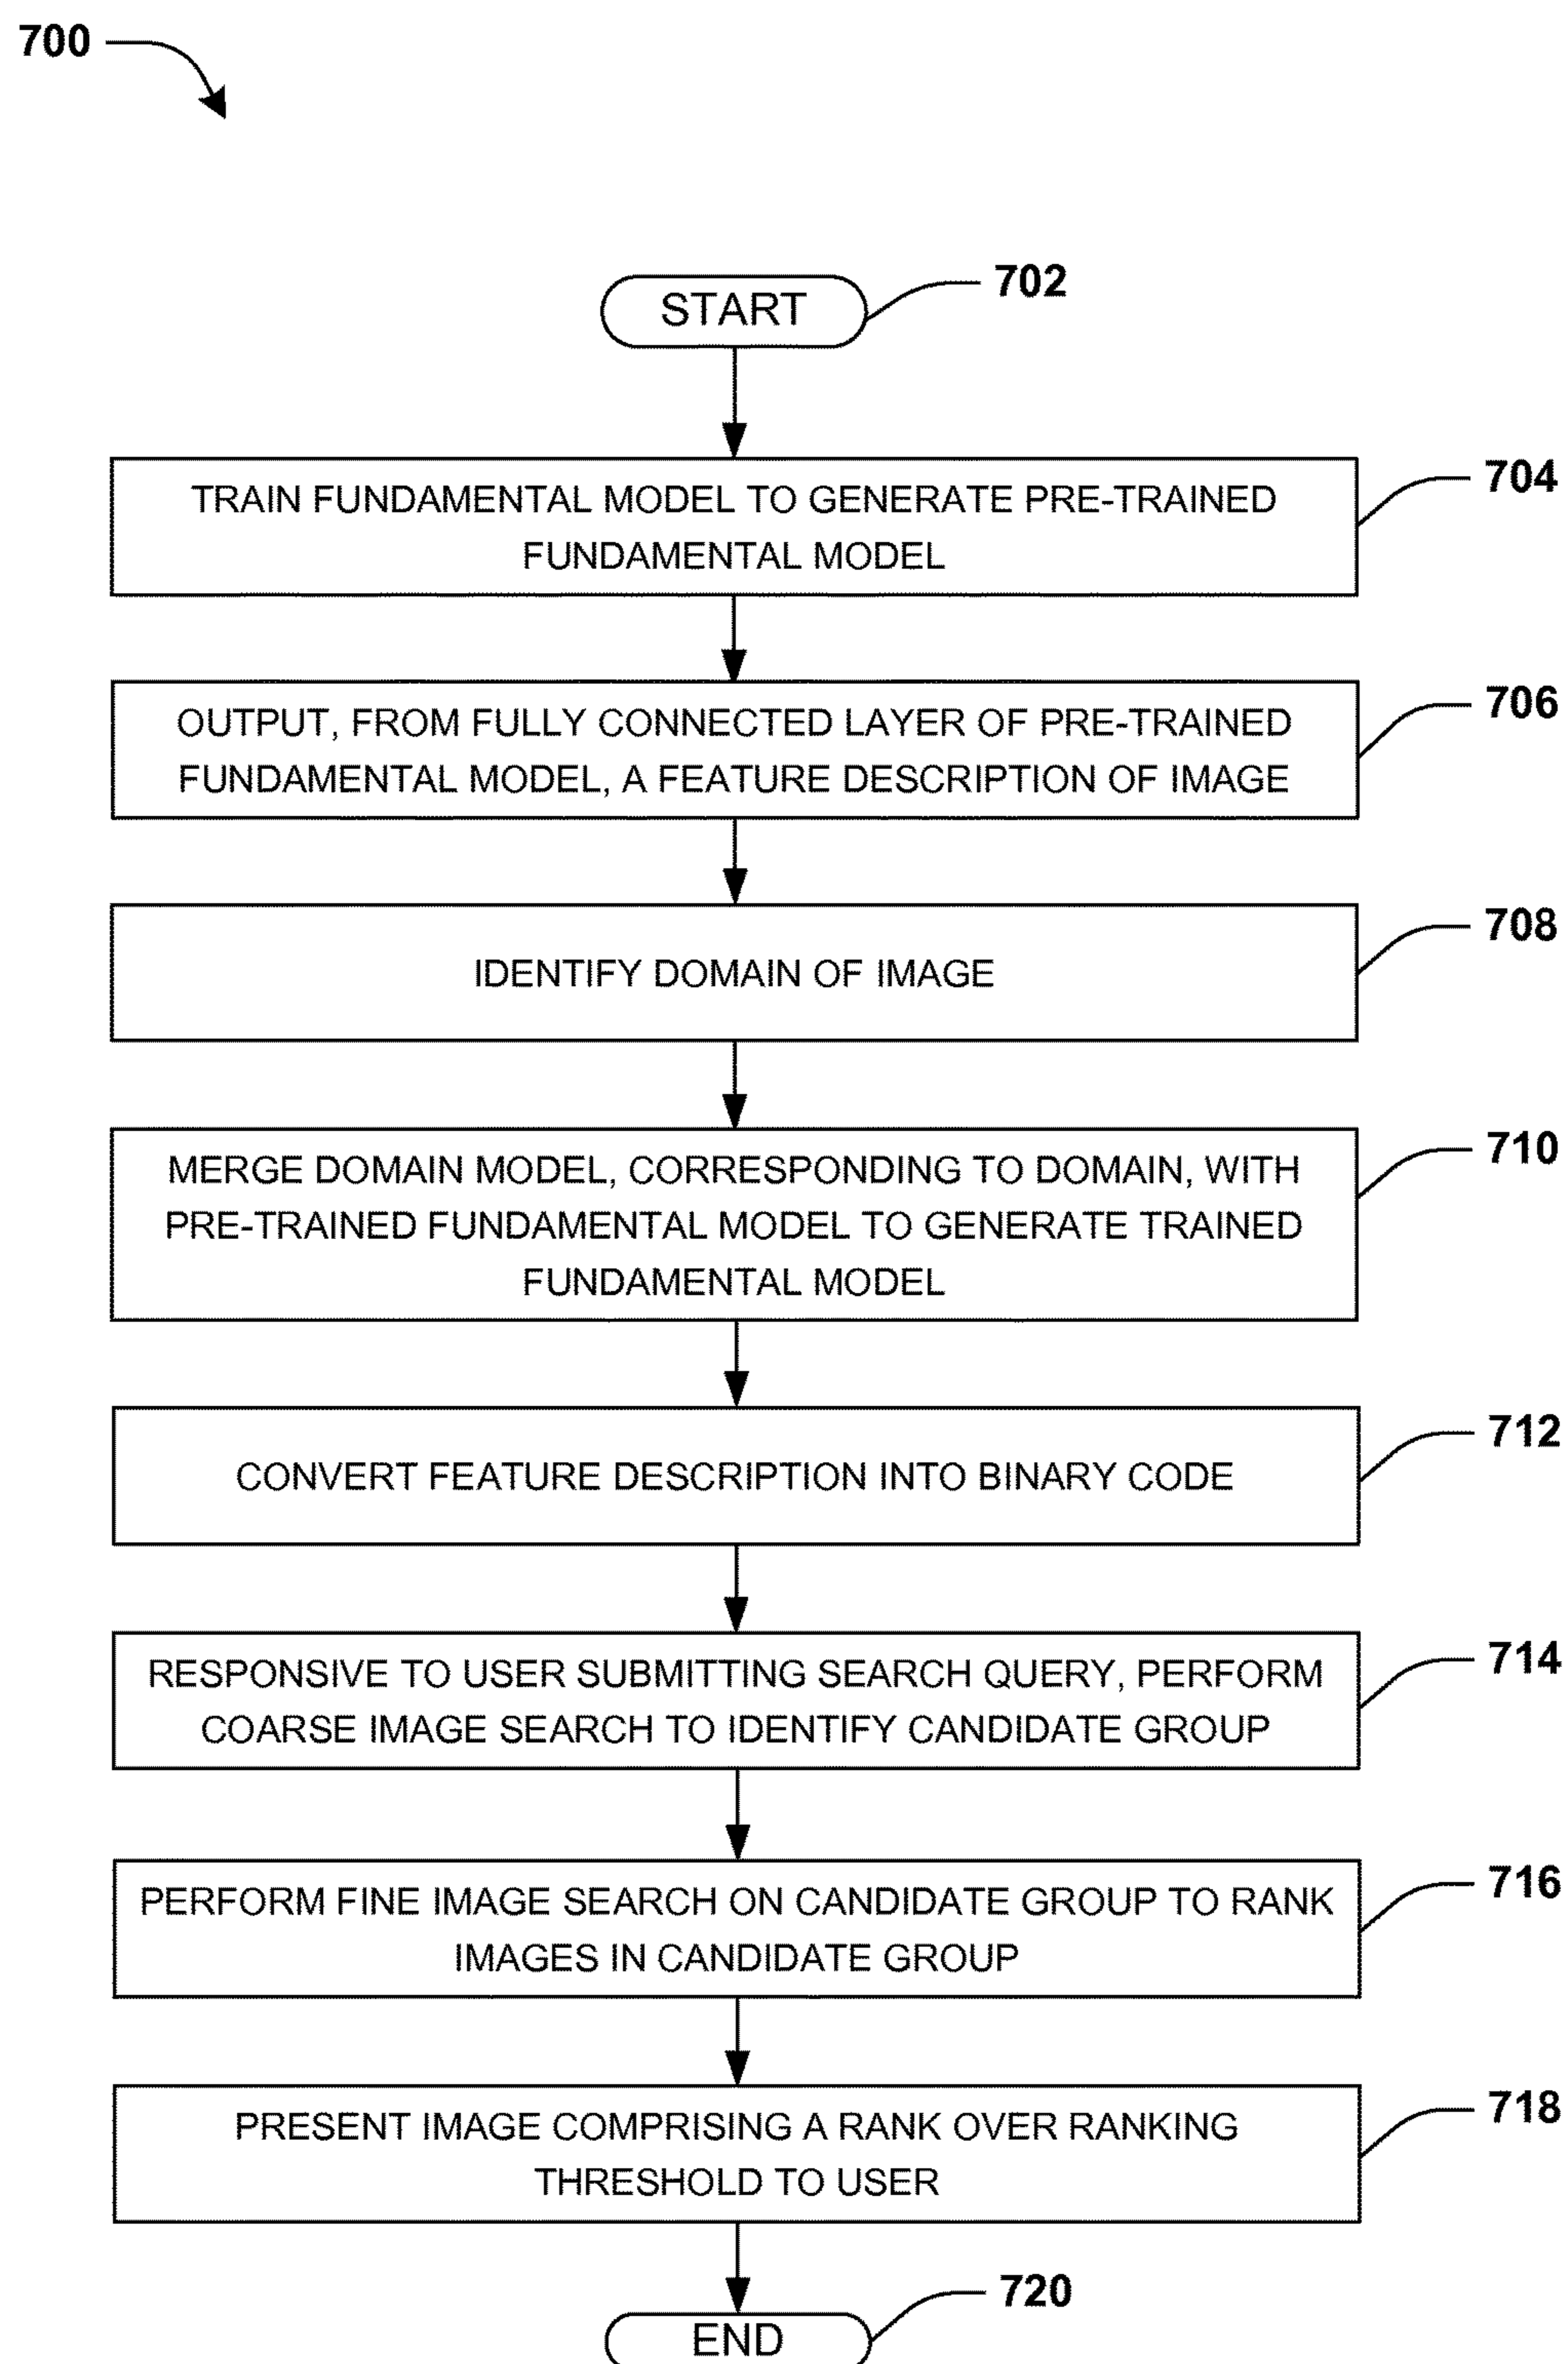 700
START
702
TRAIN FUNDAMENTAL MODEL TO GENERATE PRE-TRAINED
FUNDAMENTAL MODEL
704
OUTPUT, FROM FULLY CONNECTED LAYER OF PRE-TRAINED
FUNDAMENTAL MODEL, A FEATURE DESCRIPTION OF IMAGE
706
IDENTIFY DOMAIN OF IMAGE
708
MERGE DOMAIN MODEL, CORRESPONDING TO DOMAIN, WITH
PRE-TRAINED FUNDAMENTAL MODEL TO GENERATE TRAINED
FUNDAMENTAL MODEL
710
CONVERT FEATURE DESCRIPTION INTO BINARY CODE
712
RESPONSIVE TO USER SUBMITTING SEARCH QUERY, PERFORM
COARSE IMAGE SEARCH TO IDENTIFY CANDIDATE GROUP
714
PERFORM FINE IMAGE SEARCH ON CANDIDATE GROUP TO RANK
IMAGES IN CANDIDATE GROUP
716
PRESENT IMAGE COMPRISING A RANK OVER RANKING
THRESHOLD TO USER
718
END
720